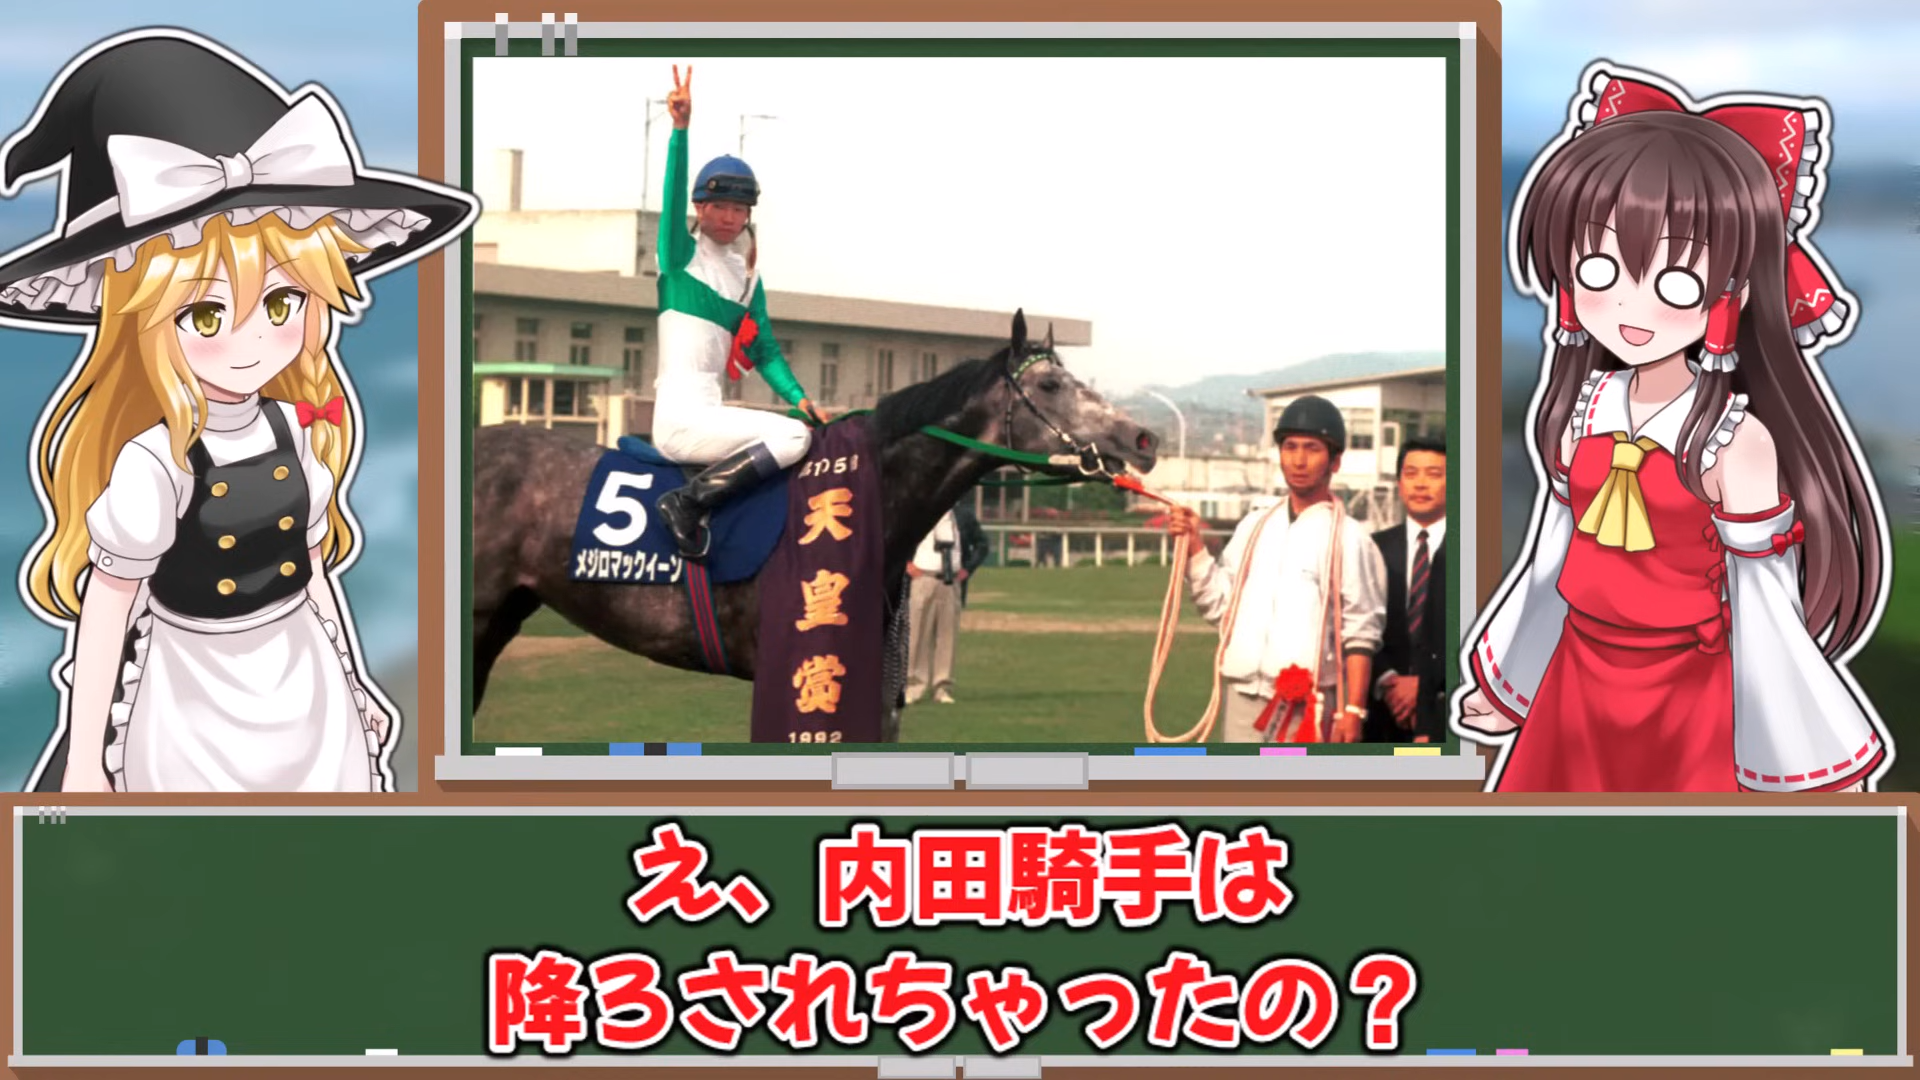 5
メジロマックイーン
天皇賞
1992
え、内田騎手は
降ろされちゃったの？